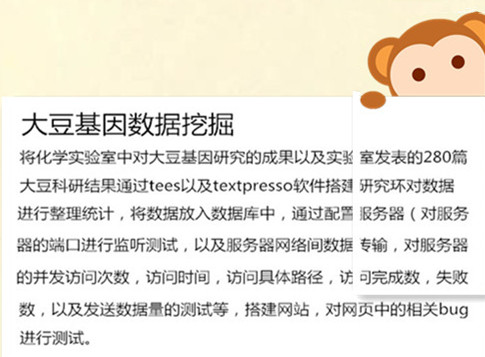 大豆基因数据挖掘
将化学实验室中对大豆基因研究的成果以及实验室发表的280篇
大豆科研结果通过tees以及textpresso软件搭建研究环对数据
进行整理统计，将数据放入数据库中，通过配置服务器（对服务
器的端口进行监听测试，以及服务器网络间数据传输，对服务器
的并发访问次数，访问时间，访问具体路径，访问完成数，失败
数，以及发送数据量的测试等，搭建网站，对网页中的相关bug
进行测试。